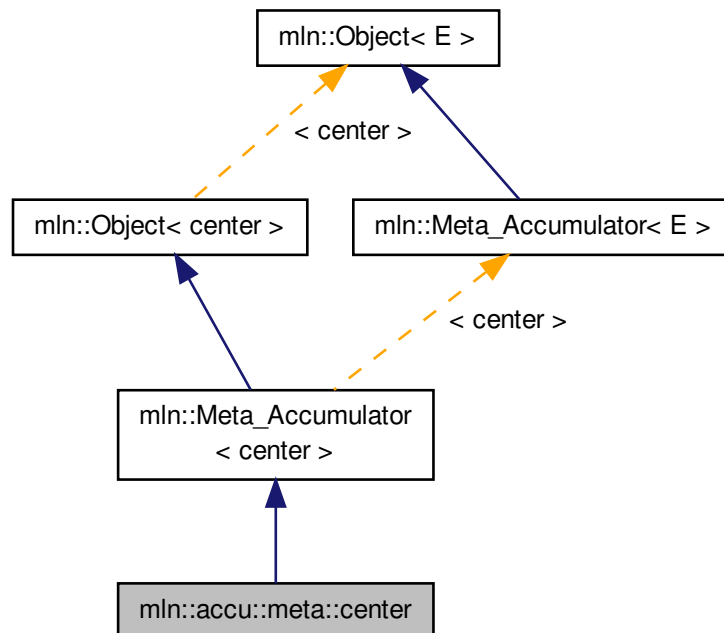 mln::Object< E >
< center >
mln::Object< center >
mln::Meta_Accumulator< E >
< center >
mln::Meta_Accumulator
< center >
mln::accu::meta::center